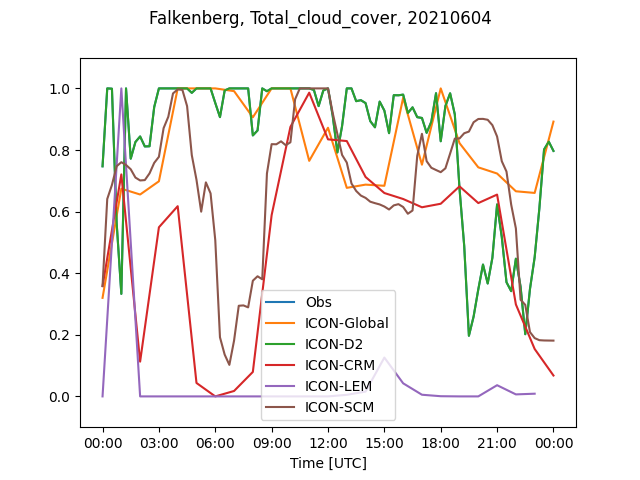 Falkenberg, Total_cloud_cover, 20210604
1.0
0.8
0.6
0.4
0.2
0.0
Obs
ICON-Global
ICON-D2
ICON-CRM
ICON-LEM
ICON-SCM
00:00 03:00 06:00 09:00 12:00 15:00 18:00 21:00 00:00
Time [UTC]